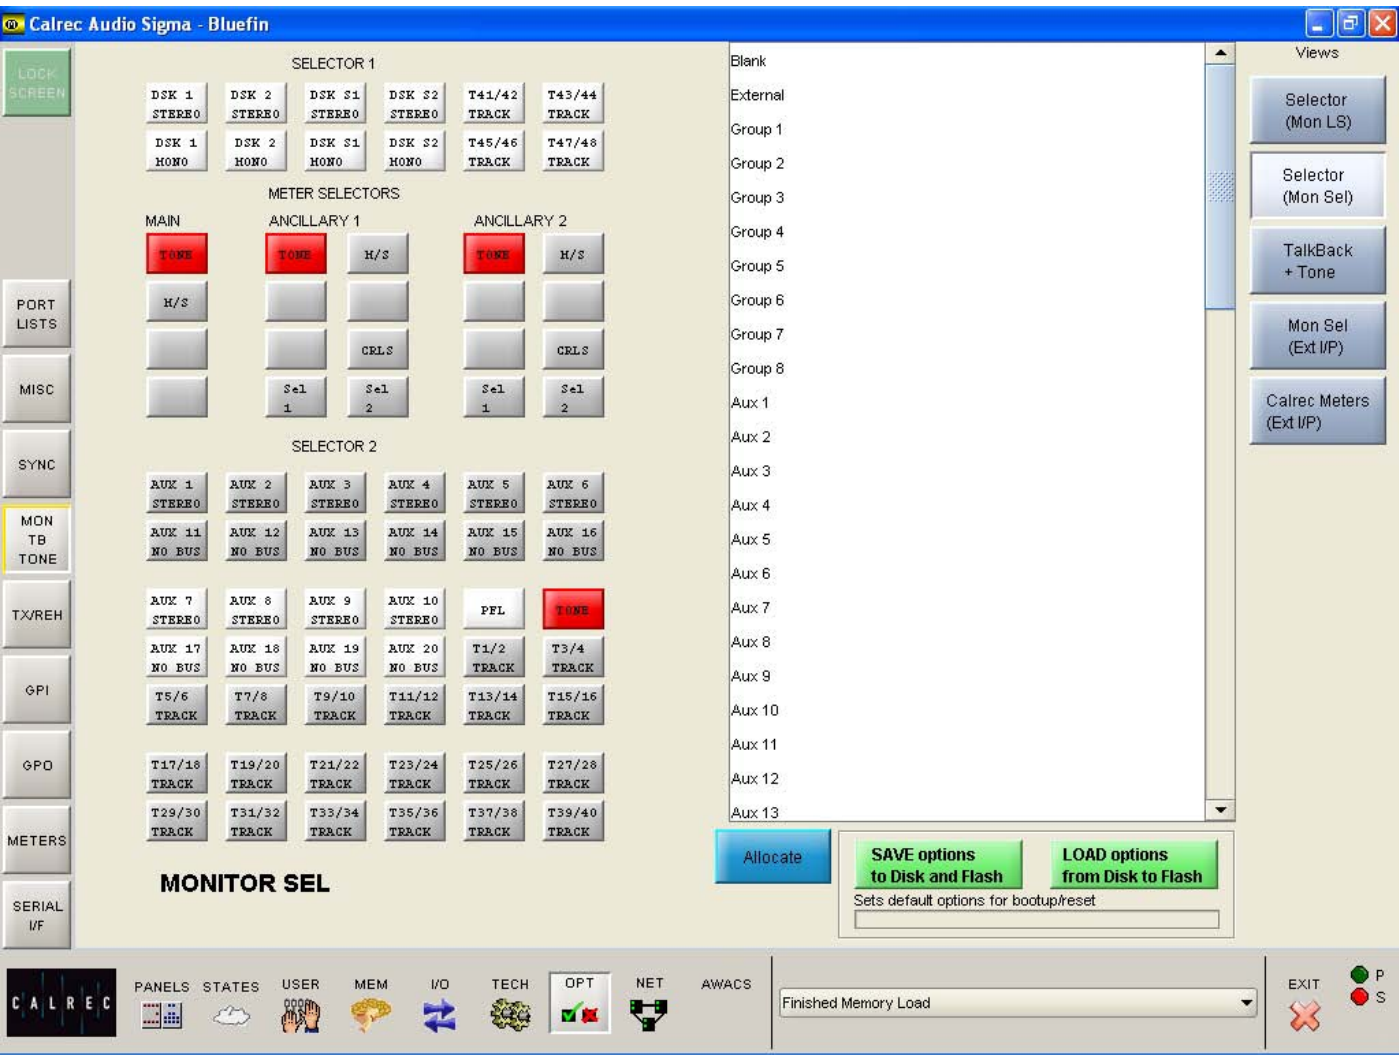 Calrec Audio Sigma - Bluefin
LOCK
SCREEN
PORT
LISTS
MISC
SYNC
MON
TB
TONE
TX/REH
GPI
GPO
METERS
SERIAL
I/F
SELECTOR 1
DSK 1 STEREO
DSK 2 STEREO
DSK S1 STEREO
DSK S2 STEREO
T41/42 TRACK
T43/44 TRACK
DSK 1 MONO
DSK 2 MONO
DSK S1 MONO
DSK S2 MONO
T45/46 TRACK
T47/48 TRACK
METER SELECTORS
MAIN
ANCILLARY 1
ANCILLARY 2
TONE
TONE
H/S
TONE
H/S
H/S
CRLS
CRLS
Sel 1
Sel 2
Sel 1
Sel 2
SELECTOR 2
AUX 1 STEREO
AUX 2 STEREO
AUX 3 STEREO
AUX 4 STEREO
AUX 5 STEREO
AUX 6 STEREO
AUX 11 NO BUS
AUX 12 NO BUS
AUX 13 NO BUS
AUX 14 NO BUS
AUX 15 NO BUS
AUX 16 NO BUS
AUX 7 STEREO
AUX 8 STEREO
AUX 9 STEREO
AUX 10 STEREO
PFL
TONE
AUX 17 NO BUS
AUX 18 NO BUS
AUX 19 NO BUS
AUX 20 NO BUS
T1/2 TRACK
T3/4 TRACK
T5/6 TRACK
T7/8 TRACK
T9/10 TRACK
T11/12 TRACK
T13/14 TRACK
T15/16 TRACK
T17/18 TRACK
T19/20 TRACK
T21/22 TRACK
T23/24 TRACK
T25/26 TRACK
T27/28 TRACK
T29/30 TRACK
T31/32 TRACK
T33/34 TRACK
T35/36 TRACK
T37/38 TRACK
T39/40 TRACK
MONITOR SEL
Blank
External
Group 1
Group 2
Group 3
Group 4
Group 5
Group 6
Group 7
Group 8
Aux 1
Aux 2
Aux 3
Aux 4
Aux 5
Aux 6
Aux 7
Aux 8
Aux 9
Aux 10
Aux 11
Aux 12
Aux 13
Allocate
SAVE options
to Disk and Flash
LOAD options
from Disk to Flash
Sets default options for bootup/reset
Views
Selector
(Mon LS)
Selector
(Mon Sel)
TalkBack
+ Tone
Mon Sel
(Ext I/P)
Calrec Meters
(Ext I/P)
CALREC
PANELS
STATES
USER
MEM
I/O
TECH
OPT
NET
AWACS
Finished Memory Load
EXIT
P
S